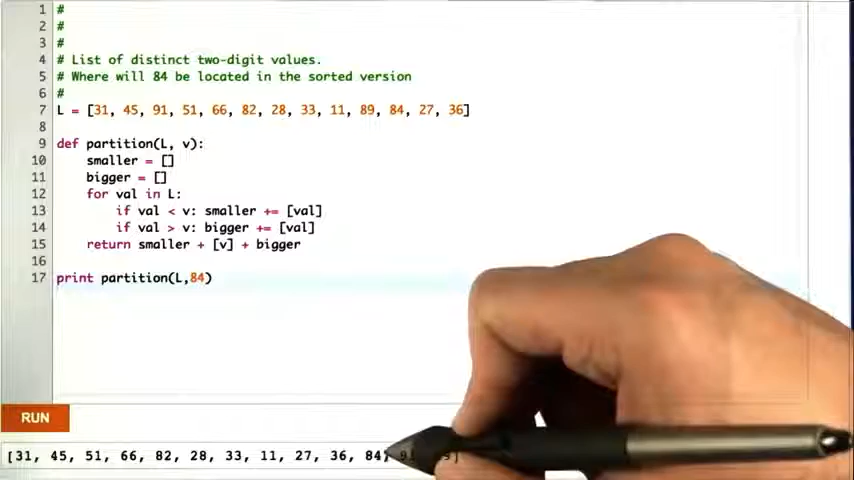 1 #
2 #
3 #
4 # List of distinct two-digit values.
5 # Where will 84 be located in the sorted version
6 #
7 L = [31, 45, 91, 51, 66, 82, 28, 33, 11, 89, 84, 27, 36]
8
9 def partition(L, v):
10 smaller = []
11 bigger = []
12 for val in L:
13 if val < v: smaller += [val]
14 if val > v: bigger += [val]
15 return smaller + [v] + bigger
16
17 print partition(L,84)
RUN
[31, 45, 51, 66, 82, 28, 33, 11, 27, 36, 84,